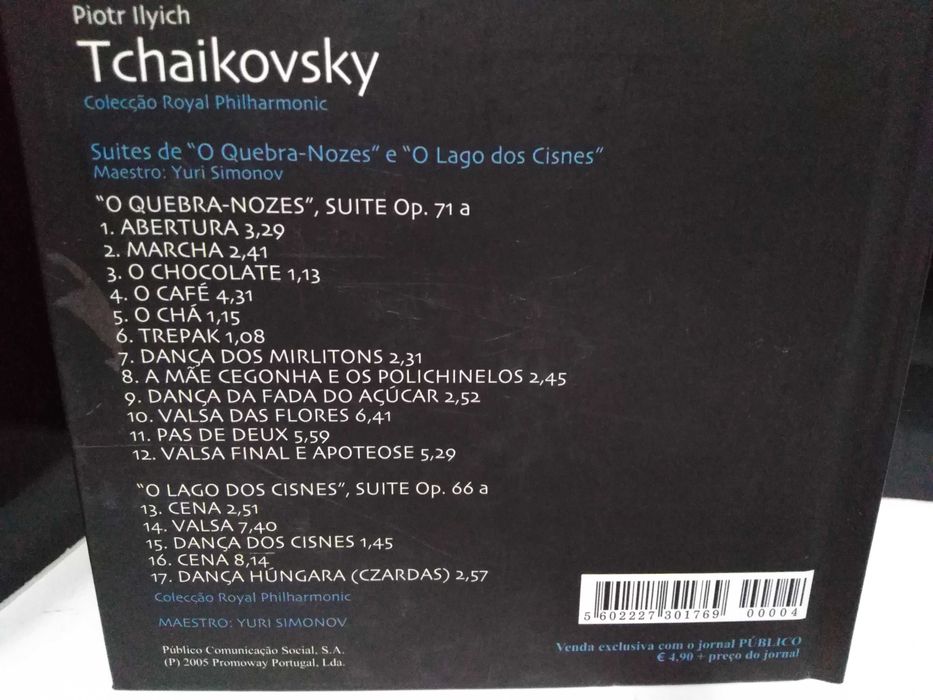 Piotr Ilyich
Tchaikovsky
Colecção Royal Philharmonic
Suites de "O Quebra-Nozes" e "O Lago dos Cisnes"
Maestro: Yuri Simonov
"O QUEBRA-NOZES", SUITE Op. 71 a
1. ABERTURA 3,29
2. MARCHA 2,41
3. O CHOCOLATE 1,13
4. O CAFÉ 4,31
5. O CHÁ 1,15
6. TREPAK 1,08
7. DANÇA DOS MIRLITONS 2,31
8. A MÃE CEGONHA E OS POLICHINELOS 2,45
9. DANÇA DA FADA DO AÇÚCAR 2,52
10. VALSA DAS FLORES 6,41
11. PAS DE DEUX 5,59
12. VALSA FINAL E APOTEOSE 5,29
"O LAGO DOS CISNES", SUITE Op. 66 a
13. CENA 2,51
14. VALSA 7,40
15. DANÇA DOS CISNES 1,45
16. CENA 8,14
17. DANÇA HÚNGARA (CZARDAS) 2,57
Colecção Royal Philharmonic
MAESTRO: YURI SIMONOV
Público Comunicação Social, S.A.
(P) 2005 Promoway Portugal, Lda.
5 602227 301769 00004
Venda exclusiva com o jornal PÚBLICO
€ 4,90 + preço do jornal